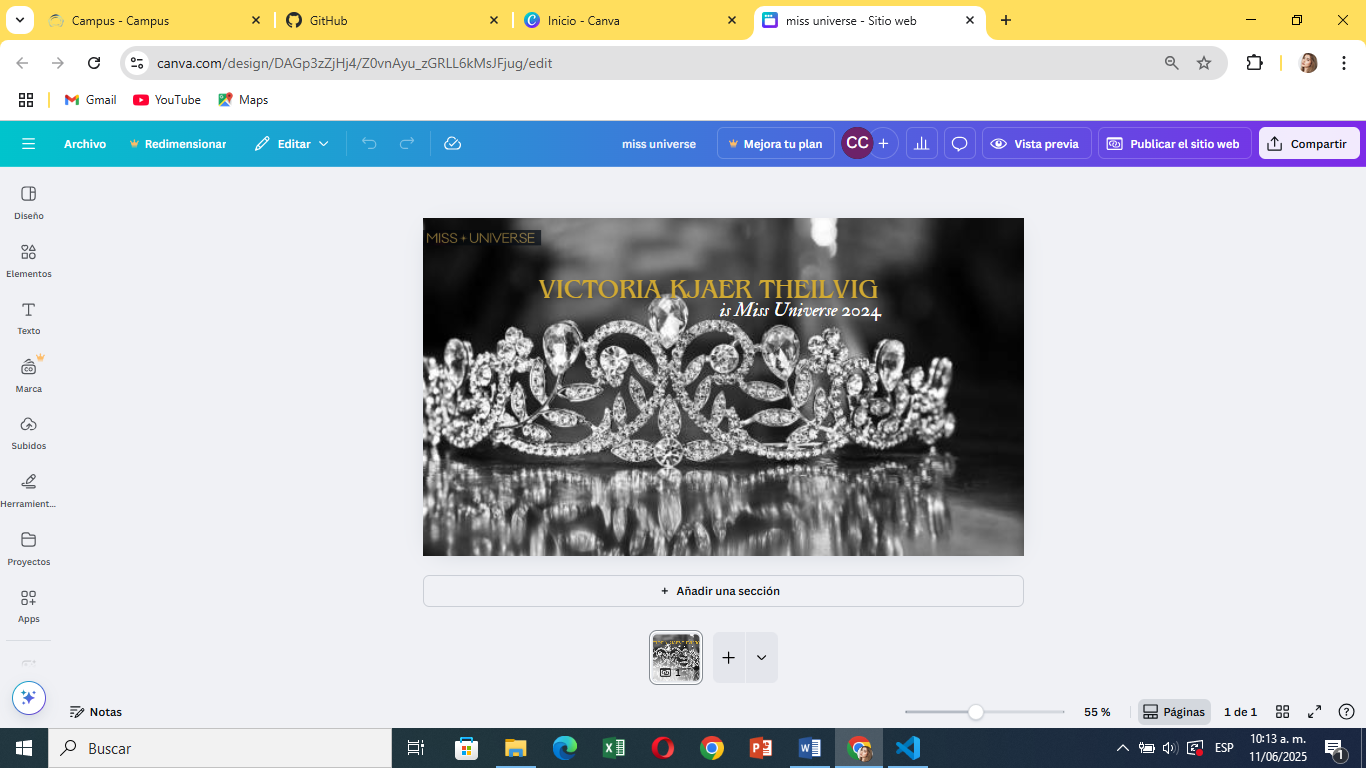 Campus - Campus
GitHub
Inicio - Canva
miss universe - Sitio web
canva.com/design/DAGp3zZjHj4/Z0vnAyu_zGRLL6kMsJFjug/edit
Gmail
YouTube
Maps
Archivo
Redimensionar
Editar
miss universe
Mejora tu plan
CC
Vista previa
Publicar el sitio web
Compartir
Diseño
Elementos
Texto
Marca
Subidos
Herramient...
Proyectos
Apps
MISS + UNIVERSE
VICTORIA KJAER THEILVIG
is Miss Universe 2024
+ Añadir una sección
1
Notas
55 %
Páginas
1 de 1
Buscar
ESP
10:13 a. m.
11/06/2025
1